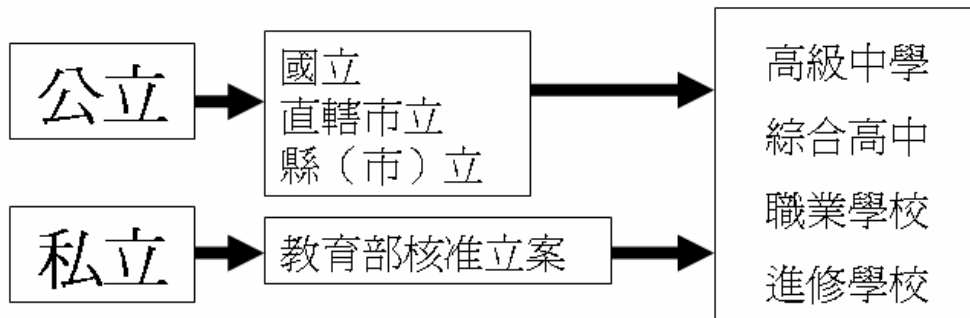 公立
國立
直轄市立
縣（市）立
私立
教育部核准立案
高級中學
綜合高中
職業學校
進修學校